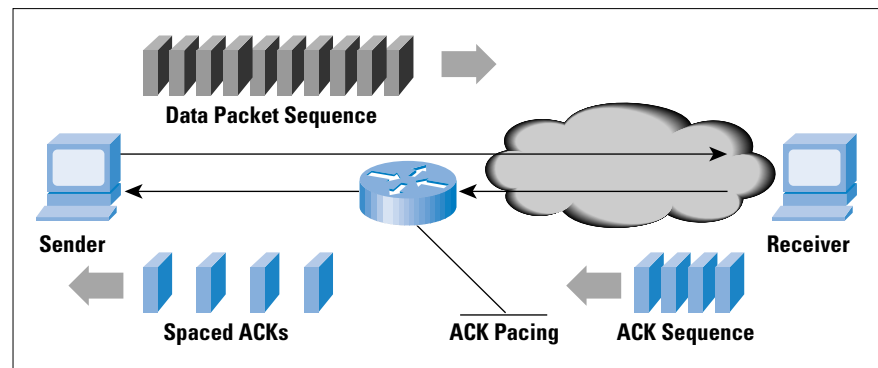 Data Packet Sequence
Sender
Receiver
Spaced ACKs
ACK Pacing
ACK Sequence